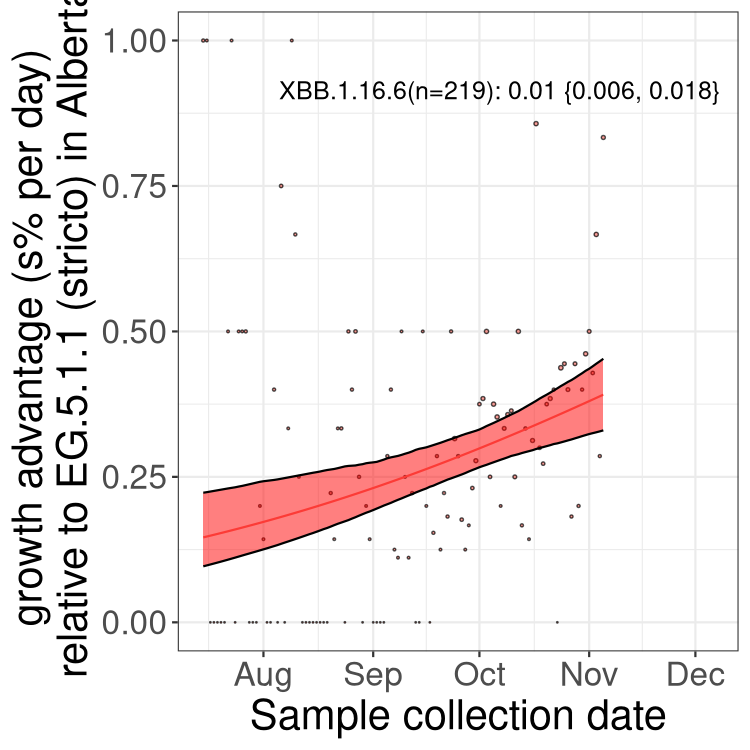 growth advantage (s% per day)
relative to EG.5.1.1 (stricto) in Alberta
1.00
0.75
0.50
0.25
0.00
XBB.1.16.6(n=219): 0.01 {0.006, 0.018}
Aug Sep Oct Nov Dec
Sample collection date